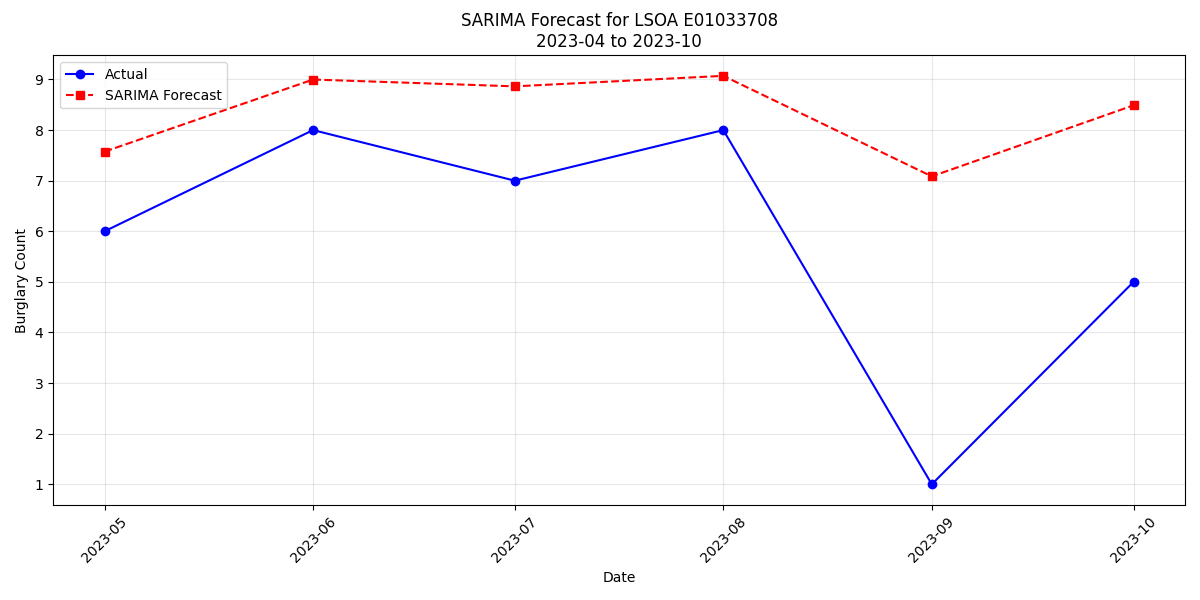 SARIMA Forecast for LSOA E01033708
2023-04 to 2023-10
Actual
SARIMA Forecast
Burglary Count
9
8
7
6
5
4
3
2
1
2023-05
2023-06
2023-07
2023-08
2023-09
2023-10
Date